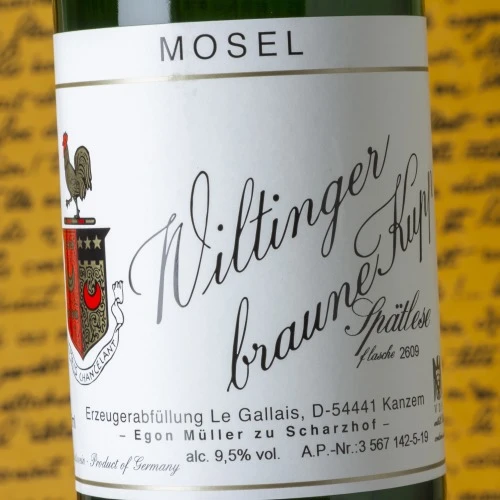 MOSEL
Wiltinger
braune Kupp
Spätlese
flasche 2609
CHANCELANT
Erzeugerabfüllung Le Gallais, D-54441 Kanzem
- Egon Müller zu Scharzhof -
alc. 9,5% vol. A.P.-Nr.: 3 567 142-5-19
- Product of Germany